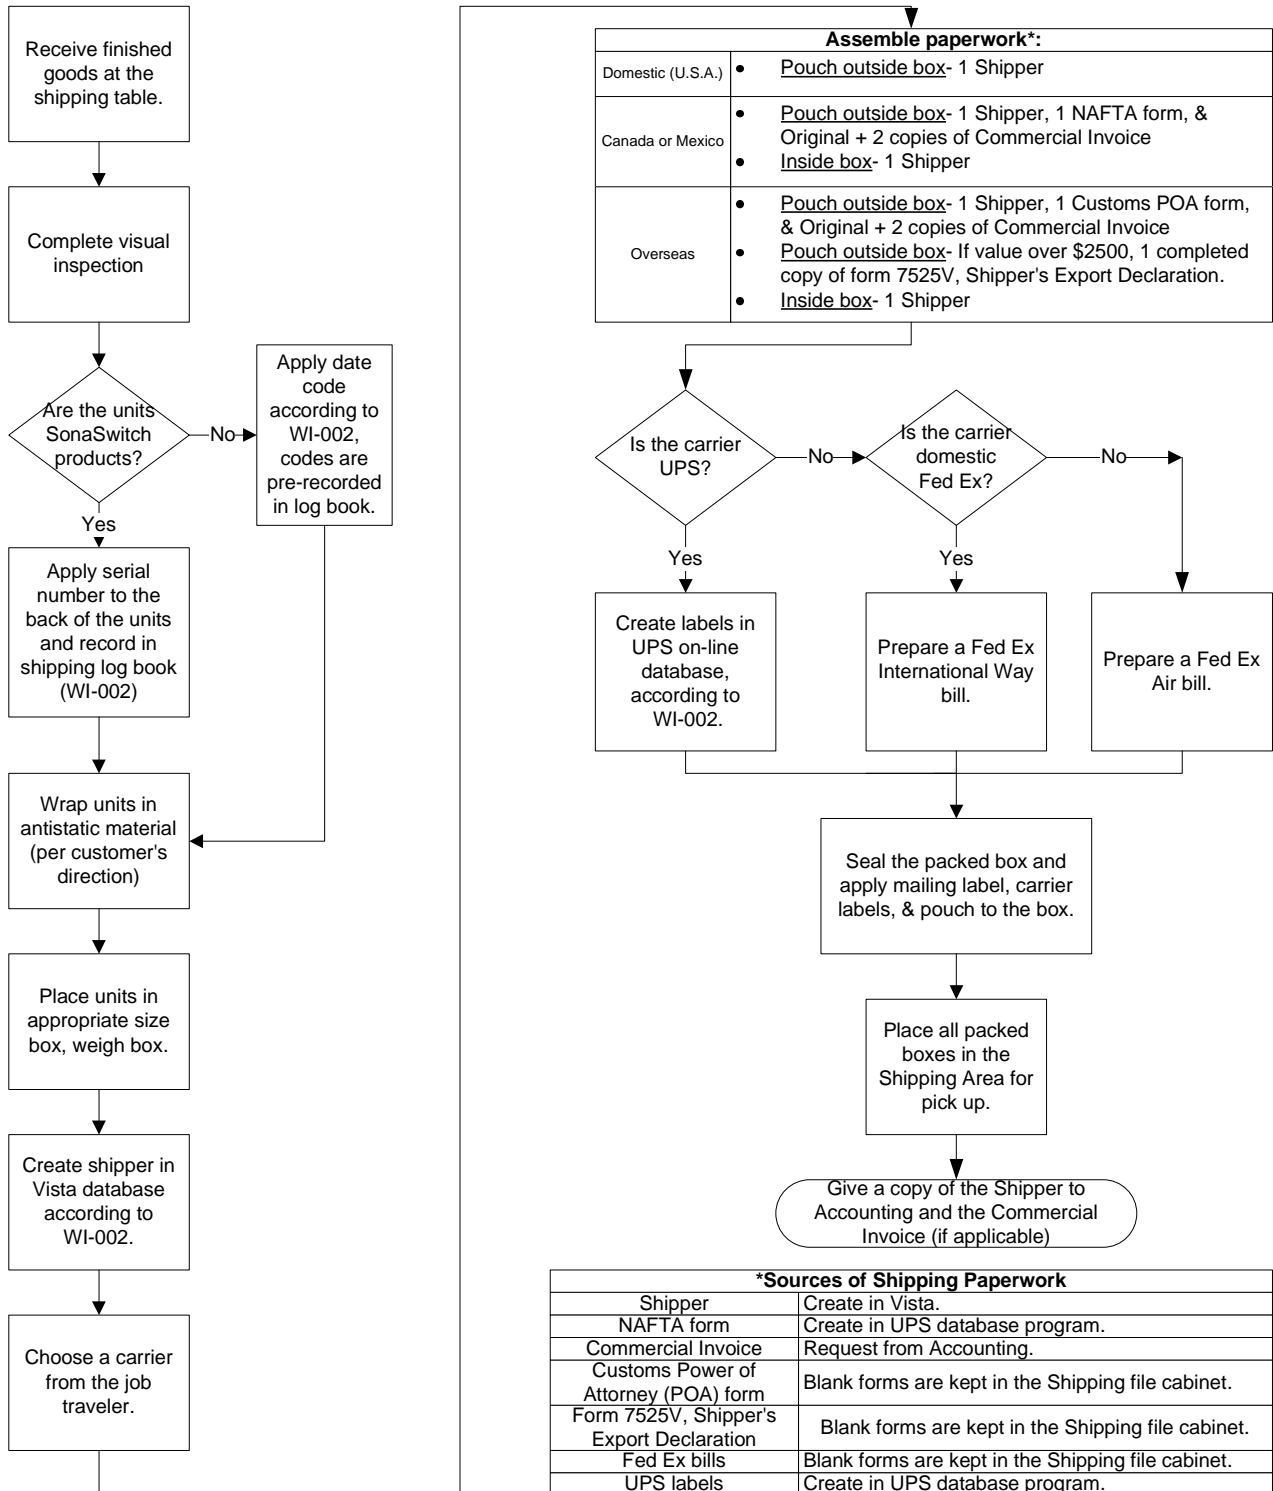 Receive finished
goods at the
shipping table.
Complete visual
inspection
Are the units
SonaSwitch
products?
No
Apply date
code
according to
WI-002,
codes are
pre-recorded
in log book.
Yes
Apply serial
number to the
back of the units
and record in
shipping log book
(WI-002)
Wrap units in
antistatic material
(per customer's
direction)
Place units in
appropriate size
box, weigh box.
Create shipper in
Vista database
according to
WI-002.
Choose a carrier
from the job
traveler.
Assemble paperwork*:
Domestic (U.S.A.)
• Pouch outside box- 1 Shipper
Canada or Mexico
• Pouch outside box- 1 Shipper, 1 NAFTA form, &
Original + 2 copies of Commercial Invoice
• Inside box- 1 Shipper
Overseas
• Pouch outside box- 1 Shipper, 1 Customs POA form,
& Original + 2 copies of Commercial Invoice
• Pouch outside box- If value over $2500, 1 completed
copy of form 7525V, Shipper's Export Declaration.
• Inside box- 1 Shipper
Is the carrier
UPS?
No
Is the carrier
domestic
Fed Ex?
No
Yes
Yes
Create labels in
UPS on-line
database,
according to
WI-002.
Prepare a Fed Ex
International Way
bill.
Prepare a Fed Ex
Air bill.
Seal the packed box and
apply mailing label, carrier
labels, & pouch to the box.
Place all packed
boxes in the
Shipping Area for
pick up.
Give a copy of the Shipper to
Accounting and the Commercial
Invoice (if applicable)
*Sources of Shipping Paperwork
Shipper Create in Vista.
NAFTA form Create in UPS database program.
Commercial Invoice Request from Accounting.
Customs Power of
Attorney (POA) form
Blank forms are kept in the Shipping file cabinet.
Form 7525V, Shipper's
Export Declaration
Blank forms are kept in the Shipping file cabinet.
Fed Ex bills Blank forms are kept in the Shipping file cabinet.
UPS labels Create in UPS database program.